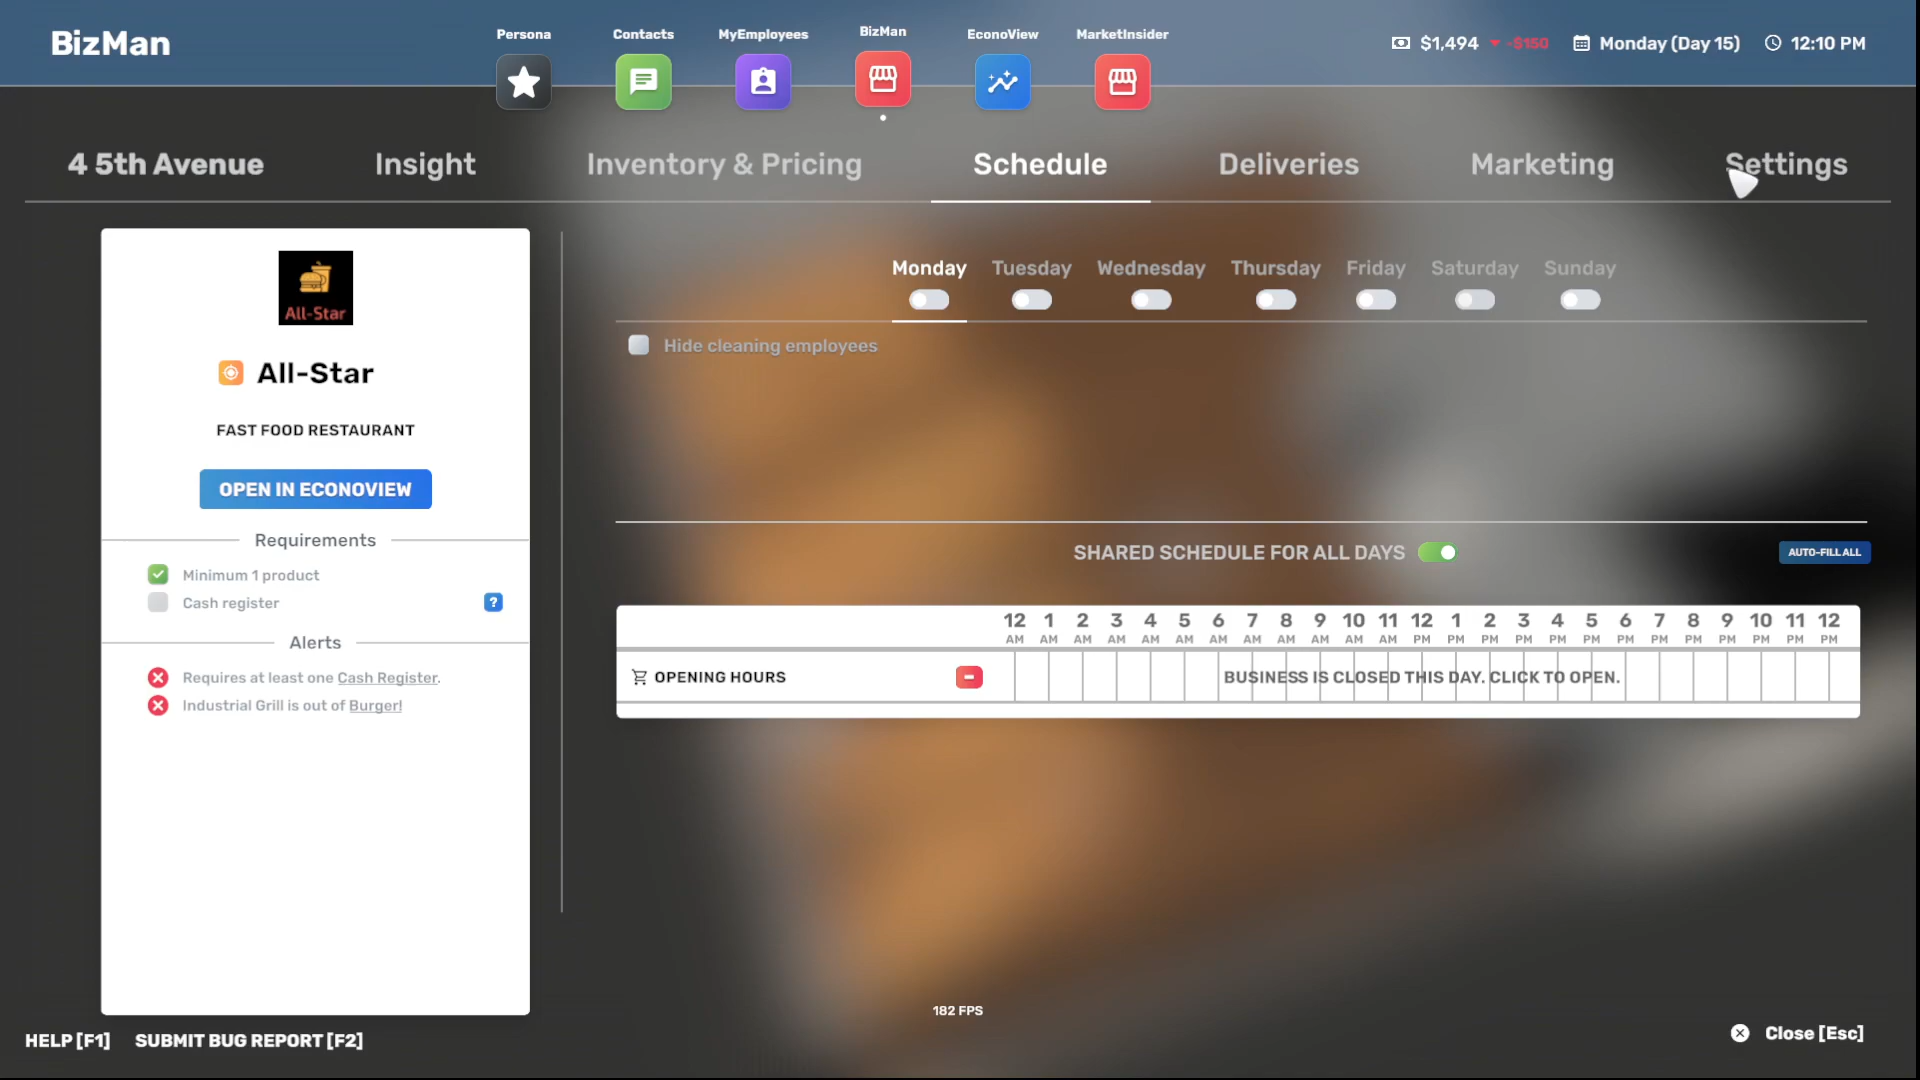 BizMan
Persona
Contacts
MyEmployees
BizMan
EconoView
MarketInsider
$1,494 -$150 Monday (Day 15) 12:10 PM
4 5th Avenue
Insight
Inventory & Pricing
Schedule
Deliveries
Marketing
Settings
All-Star
All-Star
FAST FOOD RESTAURANT
OPEN IN ECONOVIEW
Requirements
Minimum 1 product
Cash register
?
Alerts
Requires at least one Cash Register.
Industrial Grill is out of Burger!
Monday Tuesday Wednesday Thursday Friday Saturday Sunday
Hide cleaning employees
SHARED SCHEDULE FOR ALL DAYS
AUTO-FILL ALL
12 1 2 3 4 5 6 7 8 9 10 11 12 1 2 3 4 5 6 7 8 9 10 11 12
AM AM AM AM AM AM AM AM AM AM AM AM PM PM PM PM PM PM PM PM PM PM PM PM PM
OPENING HOURS
BUSINESS IS CLOSED THIS DAY. CLICK TO OPEN.
182 FPS
HELP [F1]
SUBMIT BUG REPORT [F2]
Close [Esc]